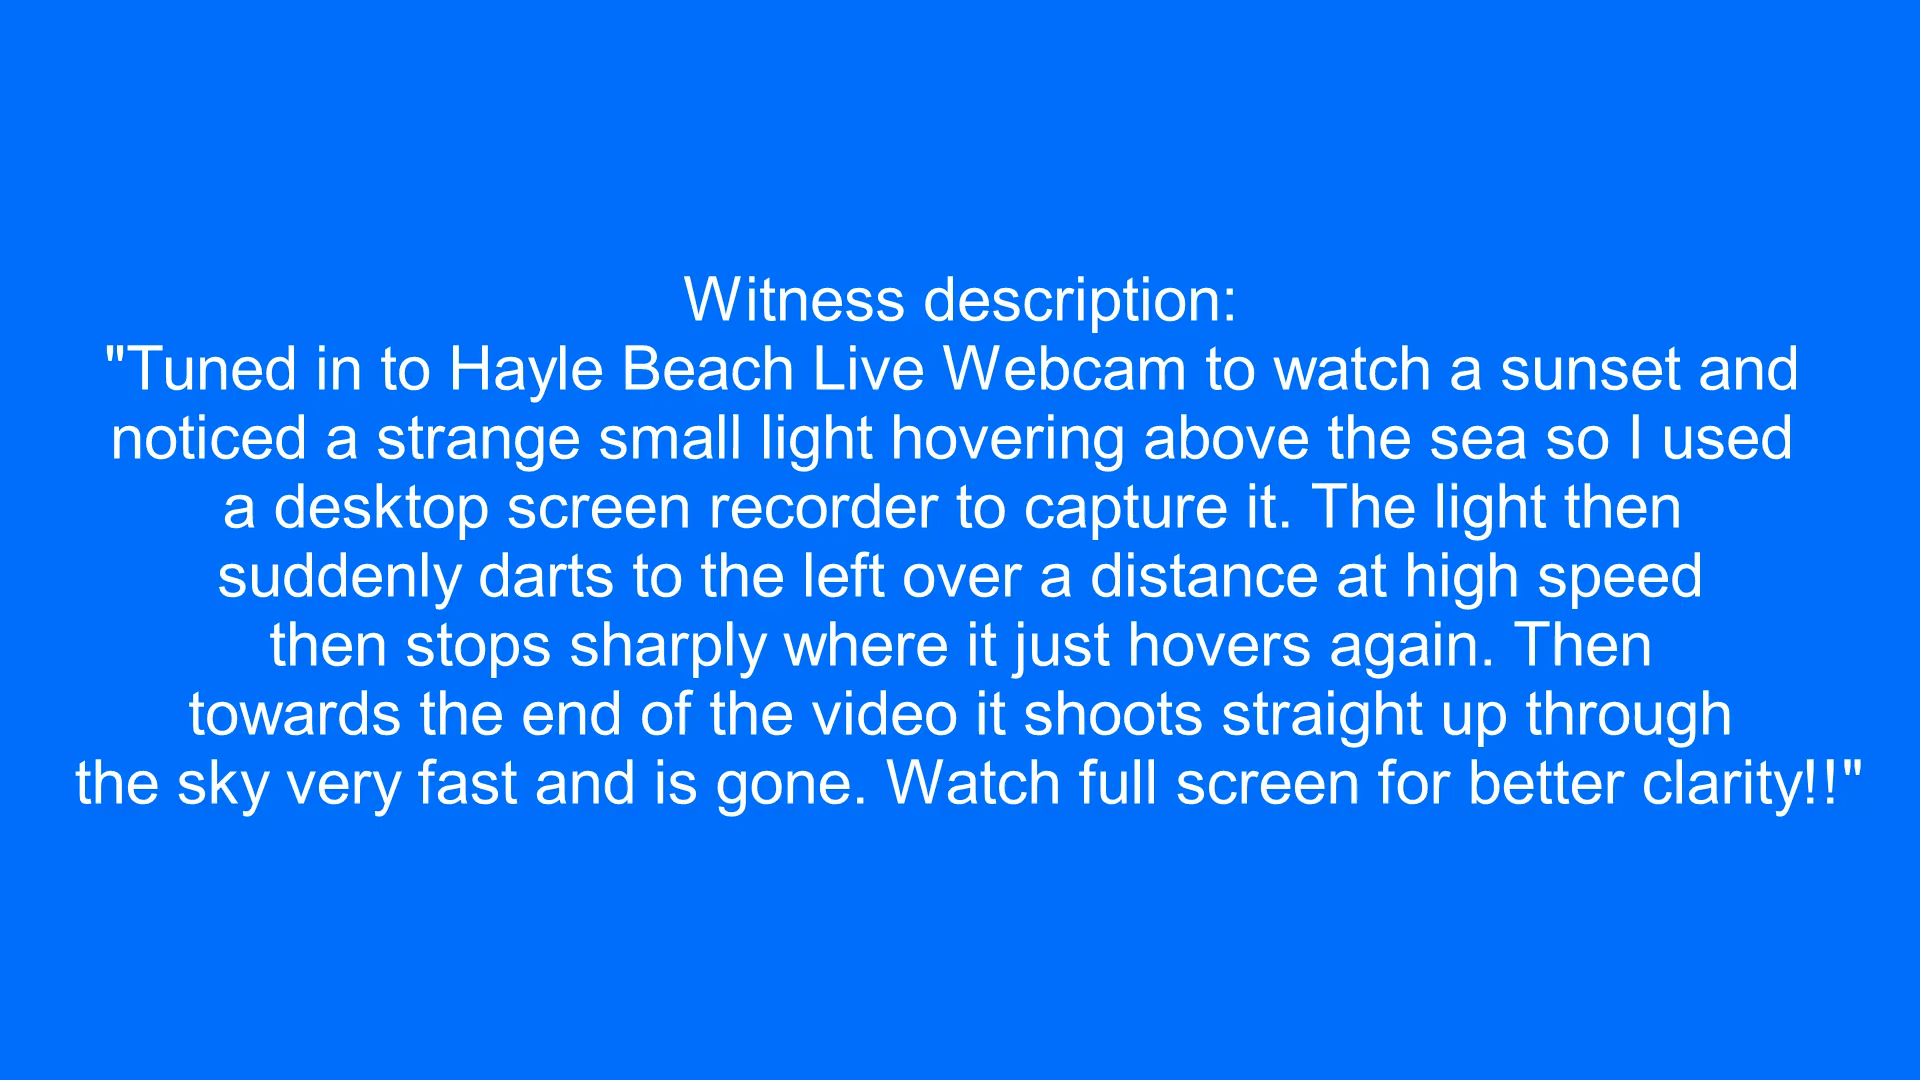 Witness description:
"Tuned in to Hayle Beach Live Webcam to watch a sunset and
noticed a strange small light hovering above the sea so I used
a desktop screen recorder to capture it. The light then
suddenly darts to the left over a distance at high speed
then stops sharply where it just hovers again. Then
towards the end of the video it shoots straight up through
the sky very fast and is gone. Watch full screen for better clarity!!"